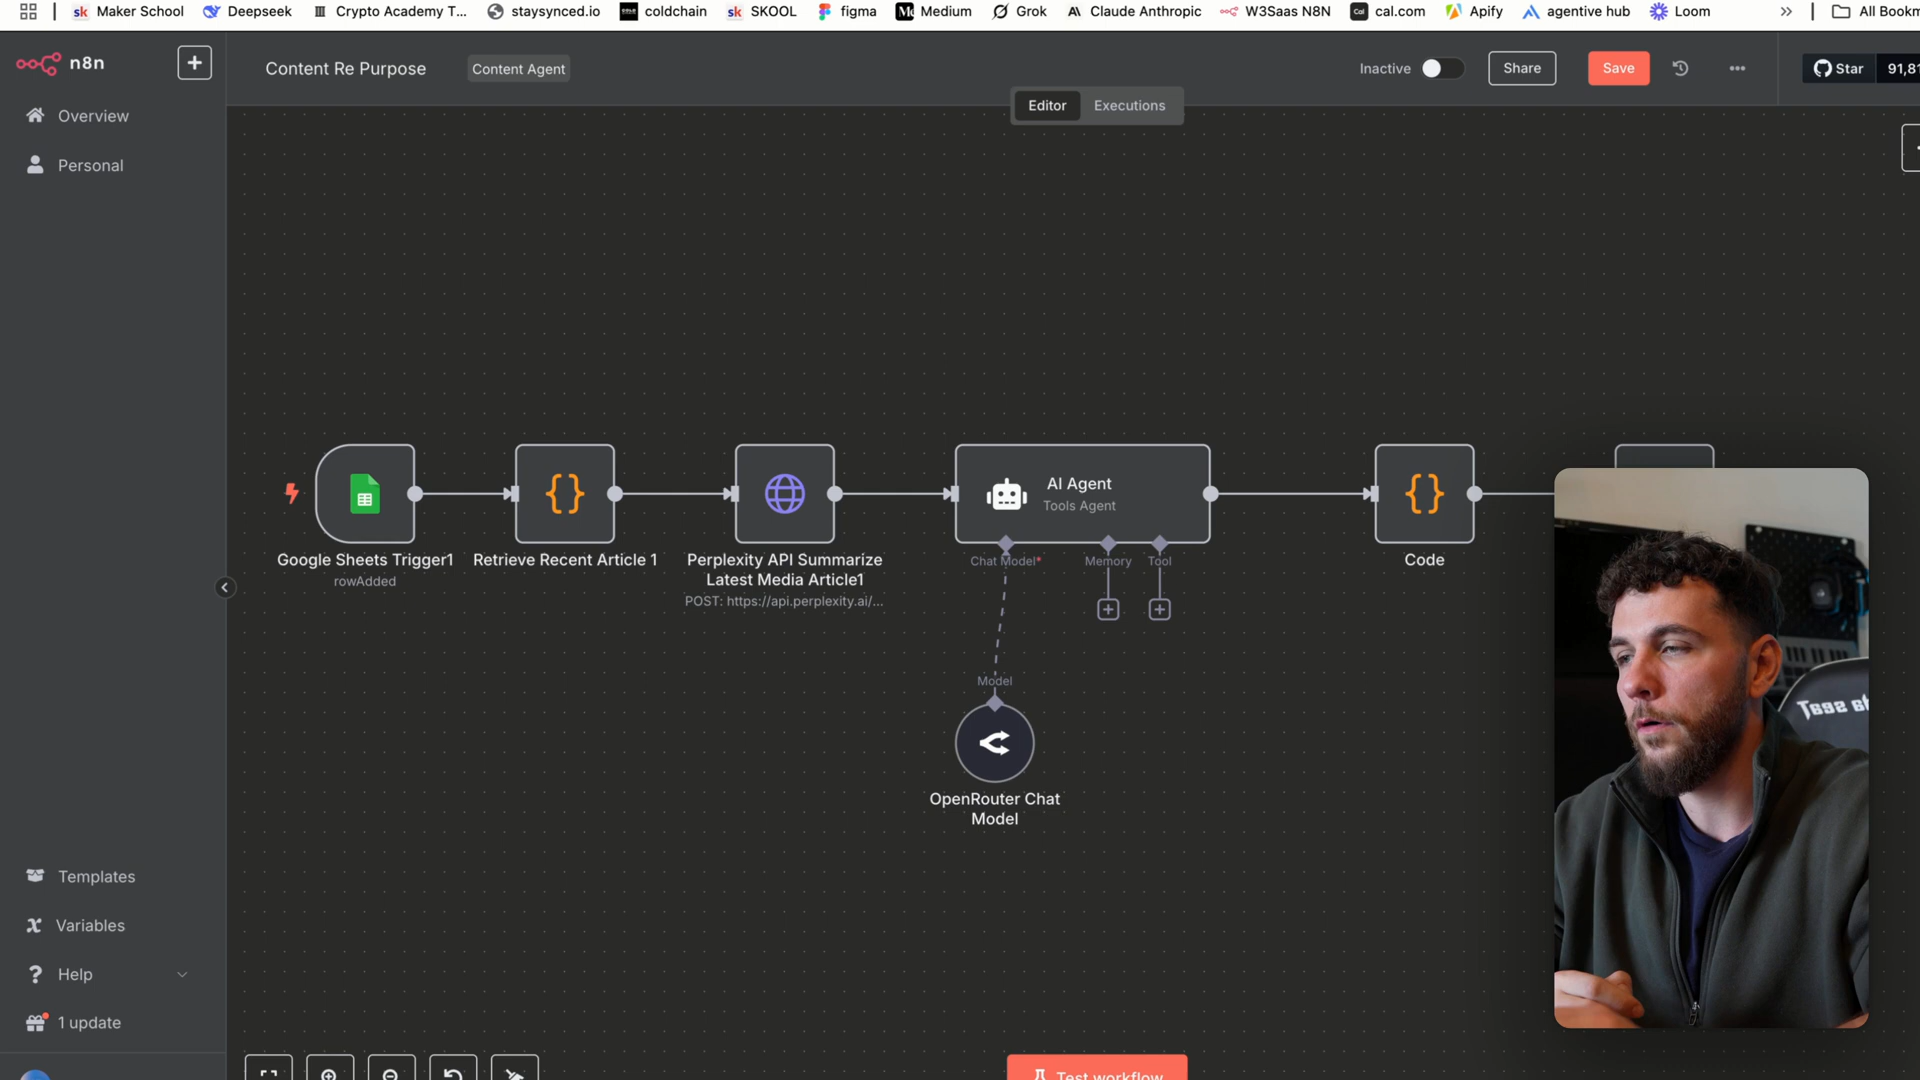 sk Maker School
Deepseek
Crypto Academy T...
staysynced.io
coldchain
sk SKOOL
figma
Medium
Grok
Claude Anthropic
W3Saas N8N
Cal cal.com
Apify
agentive hub
Loom
All Bookm
n8n
Content Re Purpose
Content Agent
Inactive
Share
Save
Star
91,81
Editor
Executions
Overview
Personal
AI Agent
Tools Agent
Google Sheets Trigger1
rowAdded
Retrieve Recent Article 1
Perplexity API Summarize
Latest Media Article1
POST: https://api.perplexity.ai/...
Chat Model*
Memory
Tool
Code
Model
OpenRouter Chat
Model
Templates
Variables
Help
1 update
Test workflow